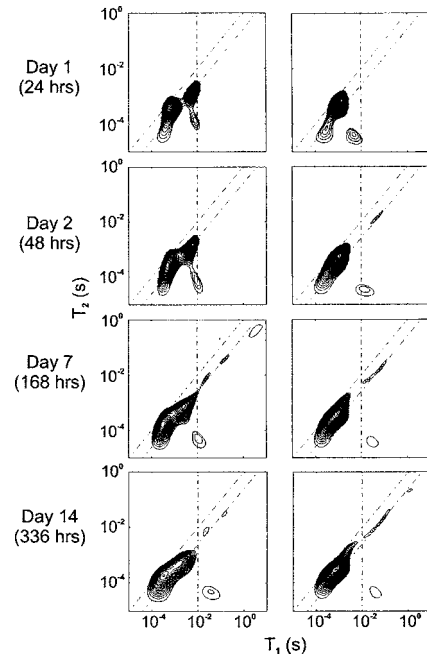 Day 1
(24 hrs)
10⁰
10⁻²
10⁻⁴
Day 2
(48 hrs)
10⁰
10⁻²
10⁻⁴
T₂ (s)
Day 7
(168 hrs)
10⁰
10⁻²
10⁻⁴
Day 14
(336 hrs)
10⁰
10⁻²
10⁻⁴
10⁻⁴ 10⁻² 10⁰ 10⁻⁴ 10⁻² 10⁰
T₁ (s)